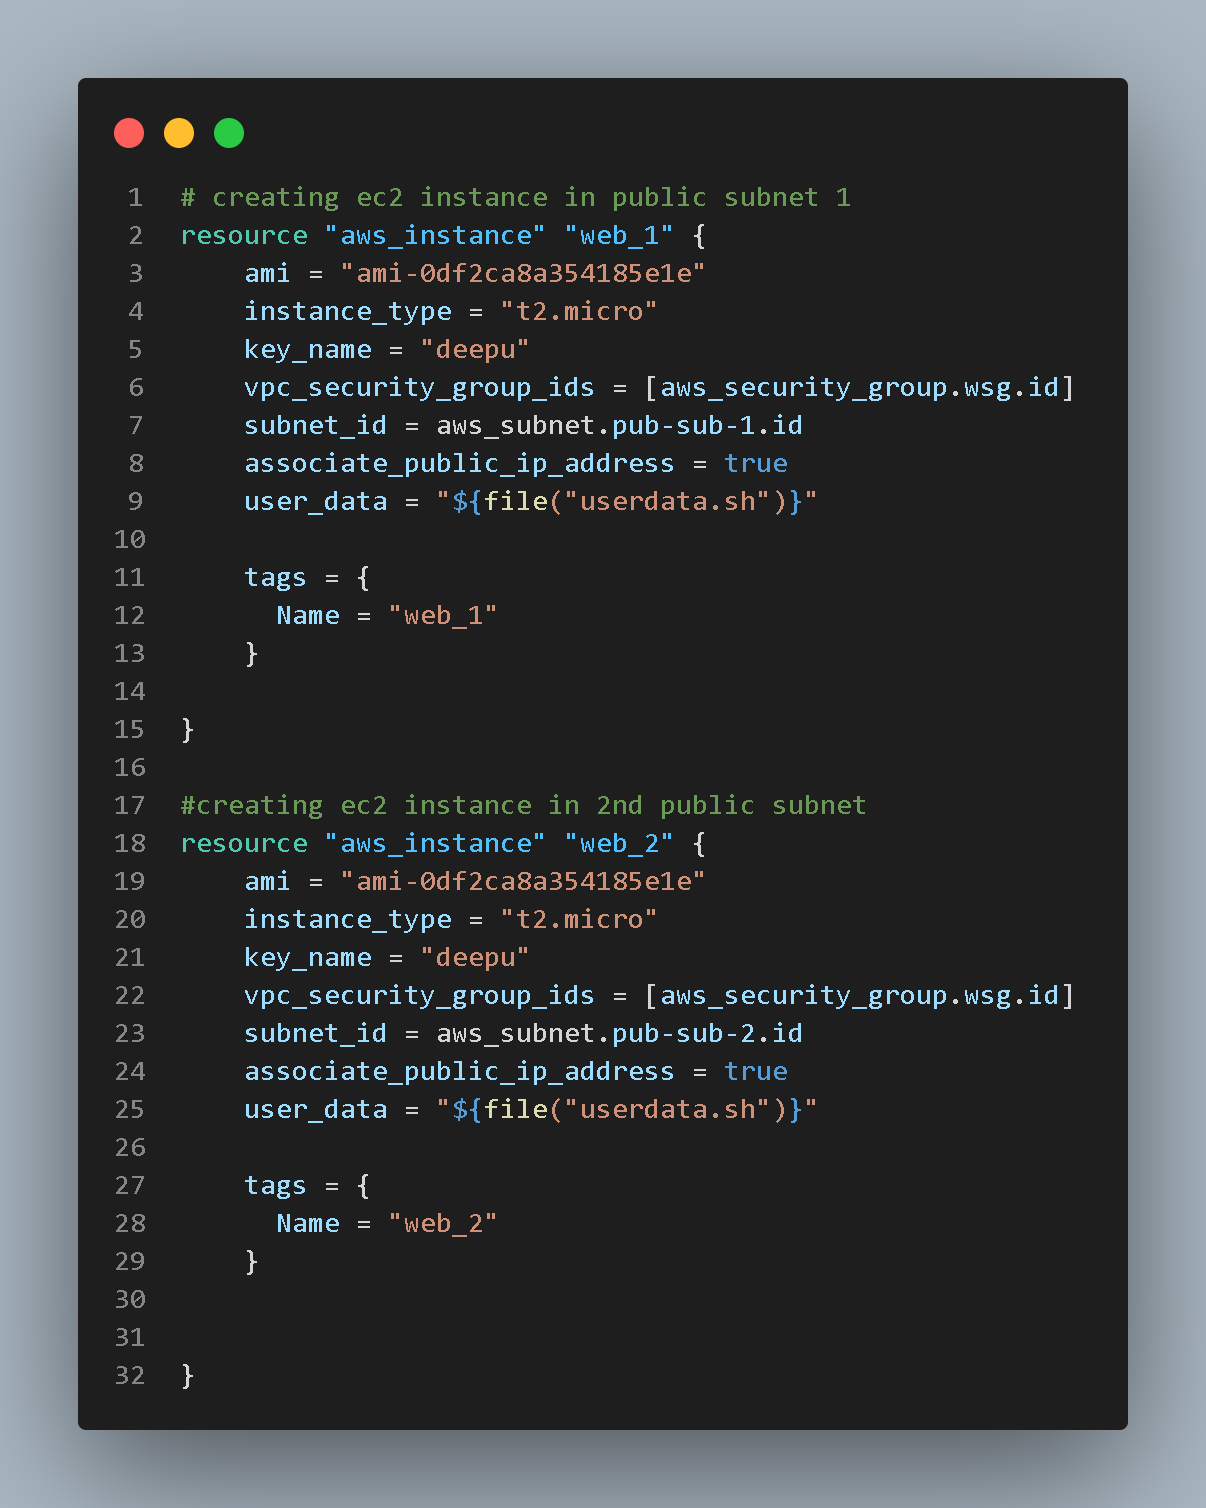 1 # creating ec2 instance in public subnet 1
2 resource "aws_instance" "web_1" {
3     ami = "ami-0df2ca8a354185e1e"
4     instance_type = "t2.micro"
5     key_name = "deepu"
6     vpc_security_group_ids = [aws_security_group.wsg.id]
7     subnet_id = aws_subnet.pub-sub-1.id
8     associate_public_ip_address = true
9     user_data = "${file("userdata.sh")}"
10
11     tags = {
12       Name = "web_1"
13     }
14
15 }
16
17 #creating ec2 instance in 2nd public subnet
18 resource "aws_instance" "web_2" {
19     ami = "ami-0df2ca8a354185e1e"
20     instance_type = "t2.micro"
21     key_name = "deepu"
22     vpc_security_group_ids = [aws_security_group.wsg.id]
23     subnet_id = aws_subnet.pub-sub-2.id
24     associate_public_ip_address = true
25     user_data = "${file("userdata.sh")}"
26
27     tags = {
28       Name = "web_2"
29     }
30
31
32 }